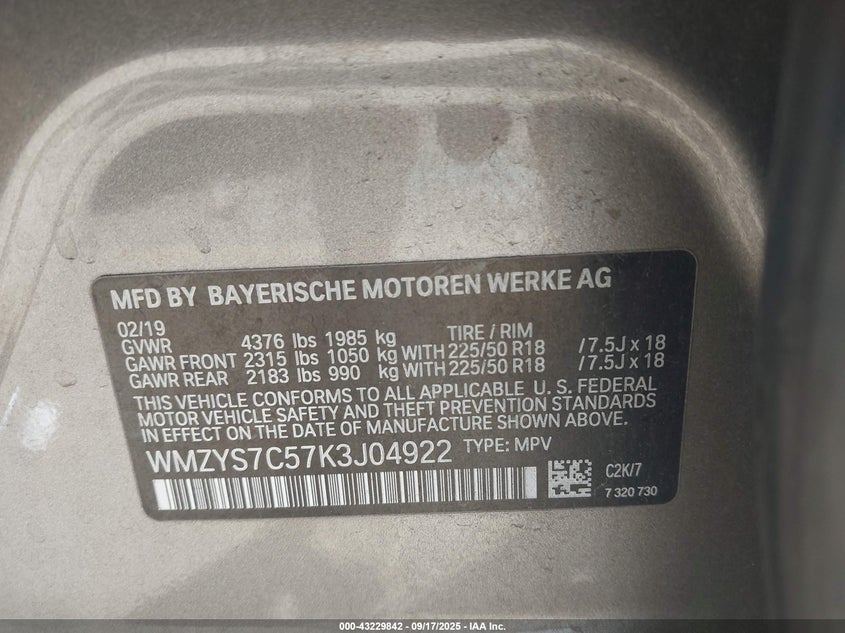 MFD BY BAYERISCHE MOTOREN WERKE AG
02/19
GVWR 4376 lbs 1985 kg TIRE / RIM
GAWR FRONT 2315 lbs 1050 kg WITH 225/50 R18 / 7.5J x 18
GAWR REAR 2183 lbs 990 kg WITH 225/50 R18 / 7.5J x 18
THIS VEHICLE CONFORMS TO ALL APPLICABLE U. S. FEDERAL
MOTOR VEHICLE SAFETY AND THEFT PREVENTION STANDARDS
IN EFFECT ON THE DATE OF MANUFACTURE SHOWN ABOVE.
WMZYS7C57K3J04922 TYPE: MPV
C2K/7
7 320 730
000-43229842 - 09/17/2025 - IAA Inc.